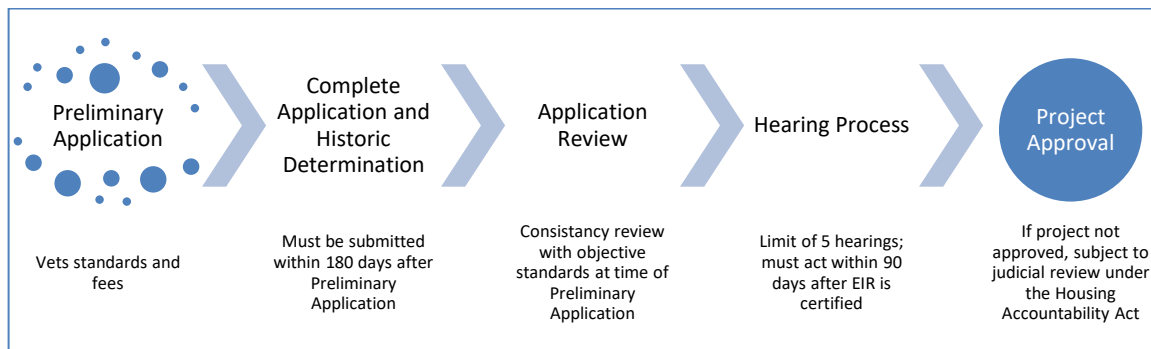 Preliminary
Application
Vets standards and
fees
Complete
Application and
Historic
Determination
Must be submitted
within 180 days after
Preliminary
Application
Application
Review
Consistancy review
with objective
standards at time of
Preliminary
Application
Hearing Process
Limit of 5 hearings;
must act within 90
days after EIR is
certified
Project
Approval
If project not
approved, subject to
judicial review under
the Housing
Accountability Act